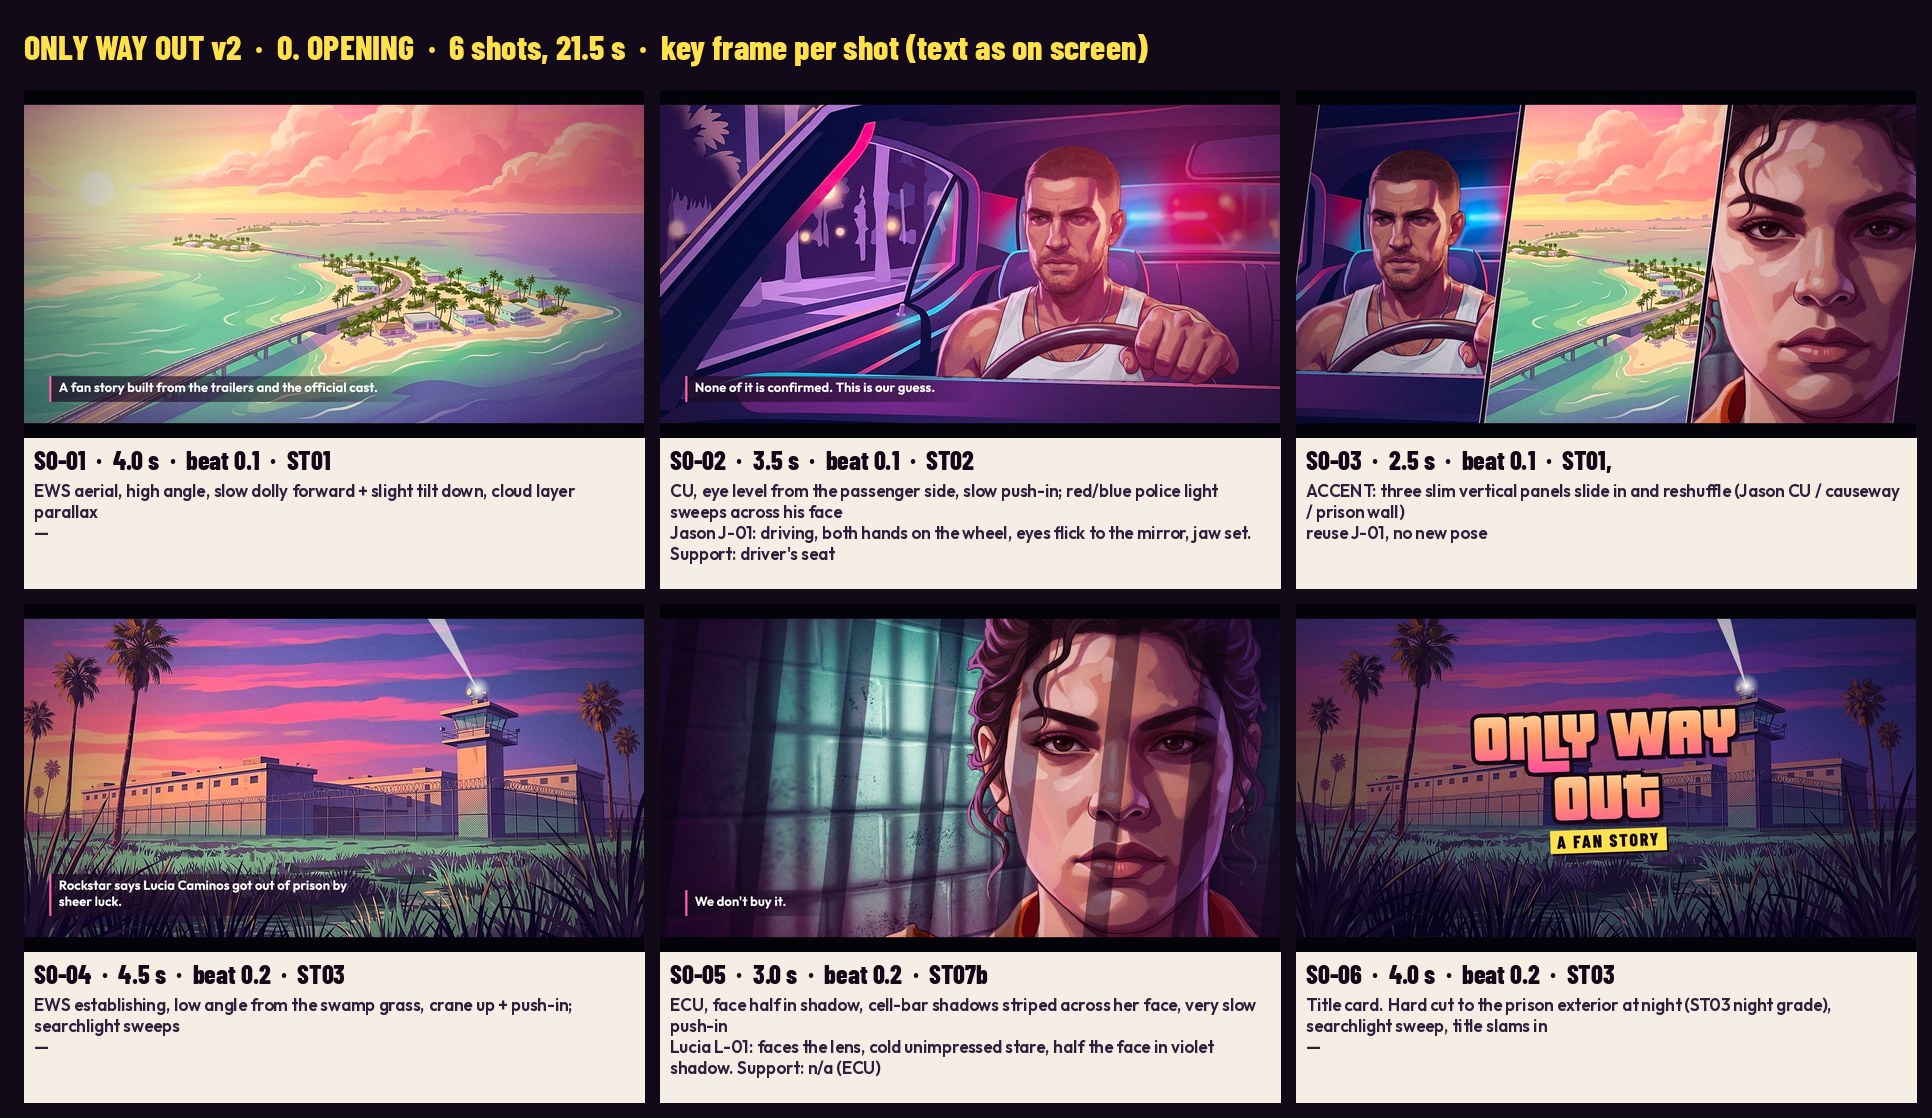 ONLY WAY OUT v2 · 0. OPENING · 6 shots, 21.5 s · key frame per shot (text as on screen)
A fan story built from the trailers and the official cast.
S0-01 · 4.0 s · beat 0.1 · ST01
EWS aerial, high angle, slow dolly forward + slight tilt down, cloud layer
parallax
—
None of it is confirmed. This is our guess.
S0-02 · 3.5 s · beat 0.1 · ST02
CU, eye level from the passenger side, slow push-in; red/blue police light
sweeps across his face
Jason J-01: driving, both hands on the wheel, eyes flick to the mirror, jaw set.
Support: driver's seat
S0-03 · 2.5 s · beat 0.1 · ST01,
ACCENT: three slim vertical panels slide in and reshuffle (Jason CU / causeway
/ prison wall)
reuse J-01, no new pose
Rockstar says Lucia Caminos got out of prison by
sheer luck.
S0-04 · 4.5 s · beat 0.2 · ST03
EWS establishing, low angle from the swamp grass, crane up + push-in;
searchlight sweeps
—
We don't buy it.
S0-05 · 3.0 s · beat 0.2 · ST07b
ECU, face half in shadow, cell-bar shadows striped across her face, very slow
push-in
Lucia L-01: faces the lens, cold unimpressed stare, half the face in violet
shadow. Support: n/a (ECU)
ONLY WAY
OUT
A FAN STORY
S0-06 · 4.0 s · beat 0.2 · ST03
Title card. Hard cut to the prison exterior at night (ST03 night grade),
searchlight sweep, title slams in
—